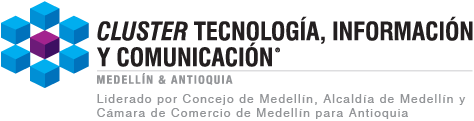 CLUSTER TECNOLOGÍA, INFORMACIÓN
Y COMUNICACIÓN®
MEDELLÍN & ANTIOQUIA
Liderado por Concejo de Medellín, Alcaldía de Medellín y
Cámara de Comercio de Medellín para Antioquia